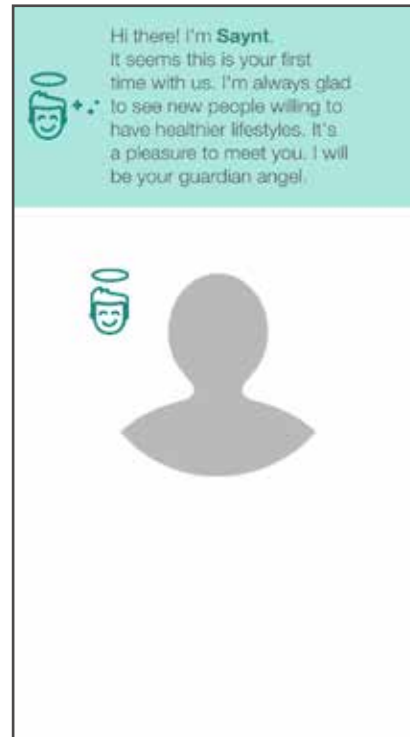 Hi there! I'm Saynt.
It seems this is your first
time with us. I'm always glad
to see new people willing to
have healthier lifestyles. It's
a pleasure to meet you. I will
be your guardian angel.